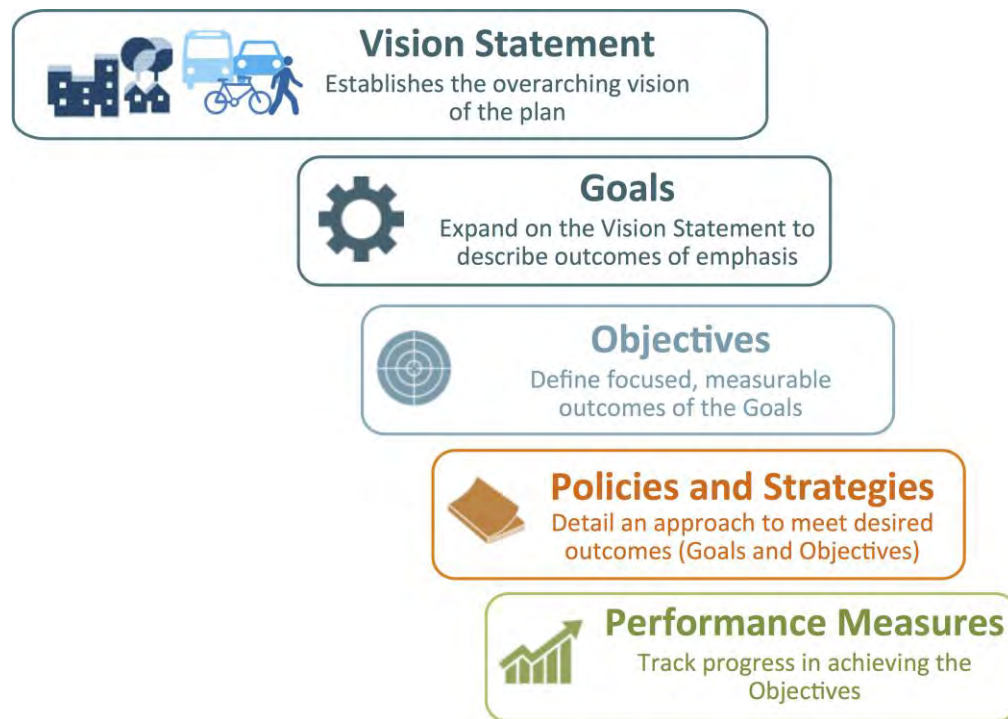 Vision Statement
Establishes the overarching vision
of the plan
Goals
Expand on the Vision Statement to
describe outcomes of emphasis
Objectives
Define focused, measurable
outcomes of the Goals
Policies and Strategies
Detail an approach to meet desired
outcomes (Goals and Objectives)
Performance Measures
Track progress in achieving the
Objectives